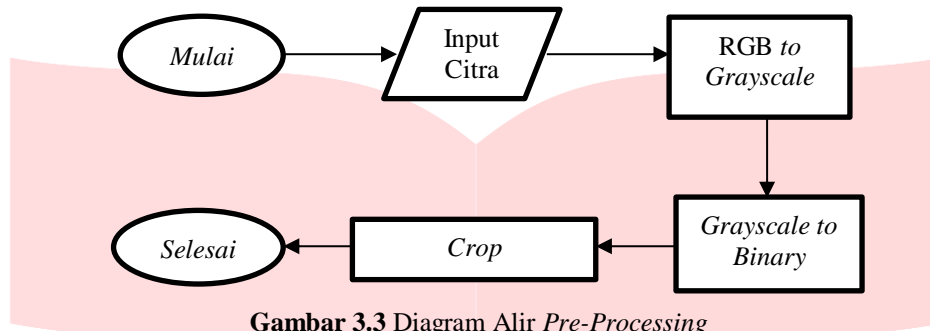 Mulai
Input
Citra
RGB to
Grayscale
Grayscale to
Binary
Crop
Selesai
Gambar 3.3 Diagram Alir Pre-Processing